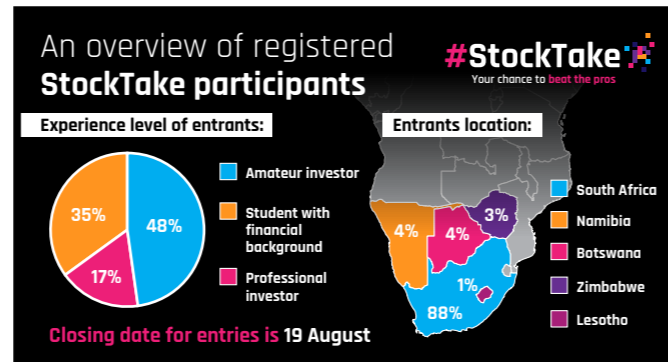 An overview of registered
StockTake participants
#StockTake
Your chance to beat the pros
Experience level of entrants:
35%
48%
17%
Amateur investor
Student with
financial
background
Professional
investor
Closing date for entries is 19 August
Entrants location:
4%
4%
3%
1%
88%
South Africa
Namibia
Botswana
Zimbabwe
Lesotho